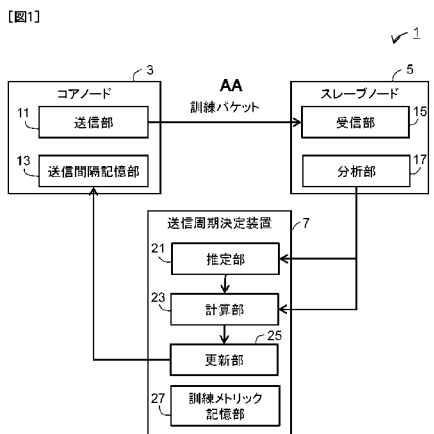 [図1]
1
3
コアノード
11
送信部
13
送信間隔記憶部
AA
訓練パケット
5
スレーブノード
受信部
15
分析部
17
送信周期決定装置
7
21
推定部
23
計算部
25
更新部
27
訓練メトリック
記憶部